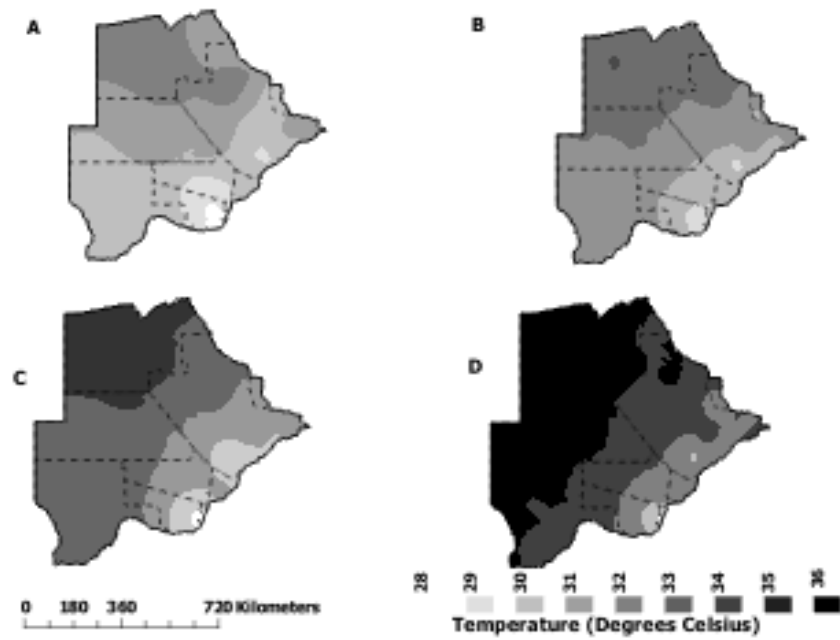 A
B
C
D
0 180 360 720 Kilometers
28 29 30 31 32 33 34 35 36
Temperature (Degrees Celsius)